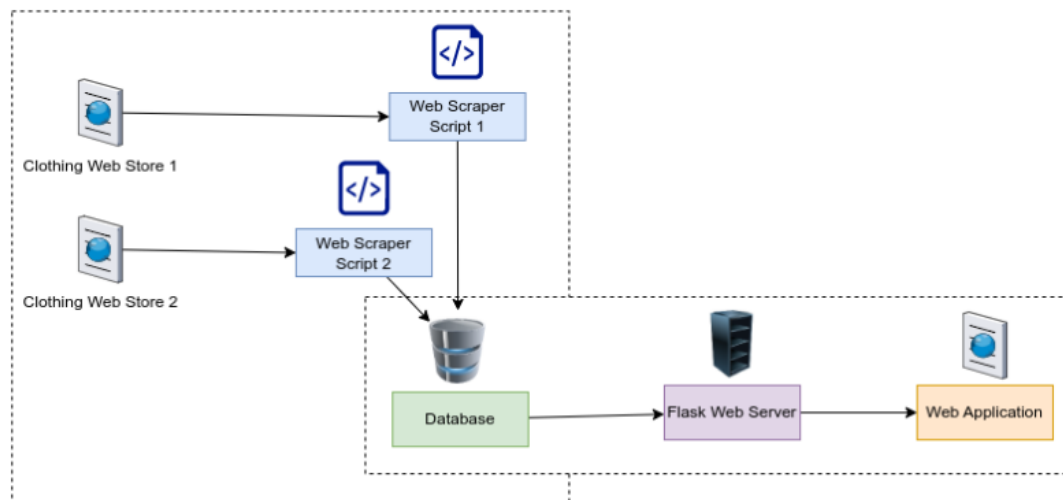 </>
Web Scraper
Script 1
Clothing Web Store 1
</>
Web Scraper
Script 2
Clothing Web Store 2
Database
Flask Web Server
Web Application